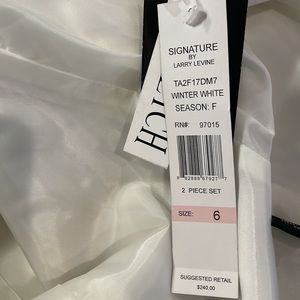 SIGNATURE
BY
LARRY LEVINE
TA2F17DM7
WINTER WHITE
SEASON: F
RN#: 97015
2 PIECE SET
SIZE: 6
SUGGESTED RETAIL
$240.00